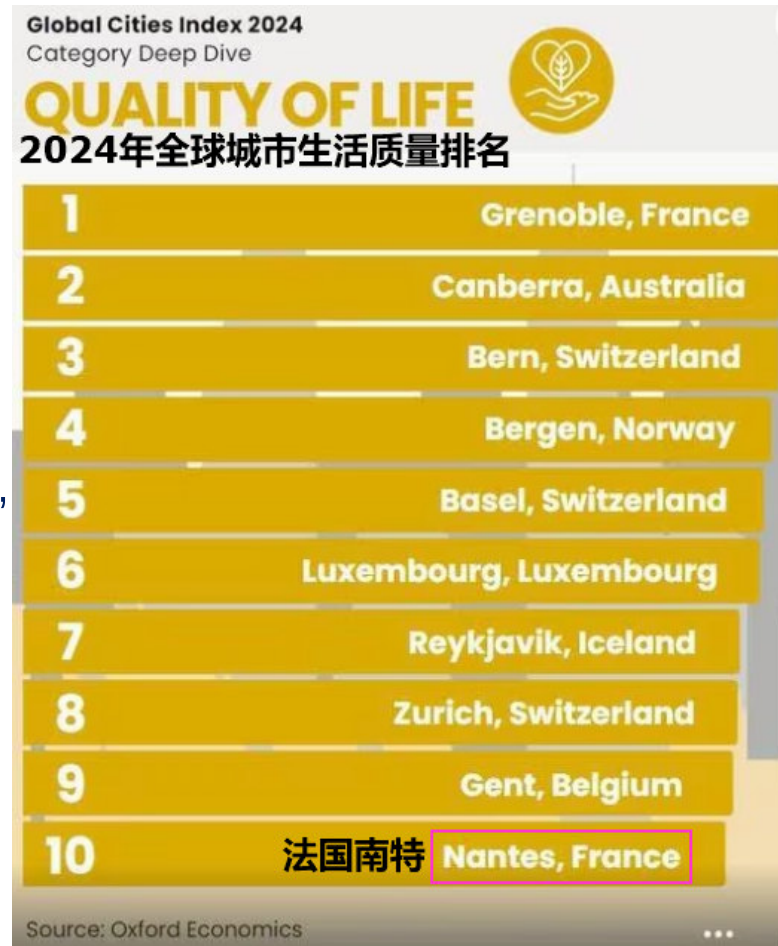 Global Cities Index 2024
Category Deep Dive
QUALITY OF LIFE
2024年全球城市生活质量排名
1 Grenoble, France
2 Canberra, Australia
3 Bern, Switzerland
4 Bergen, Norway
5 Basel, Switzerland
6 Luxembourg, Luxembourg
7 Reykjavik, Iceland
8 Zurich, Switzerland
9 Gent, Belgium
10 法国南特 Nantes, France
Source: Oxford Economics